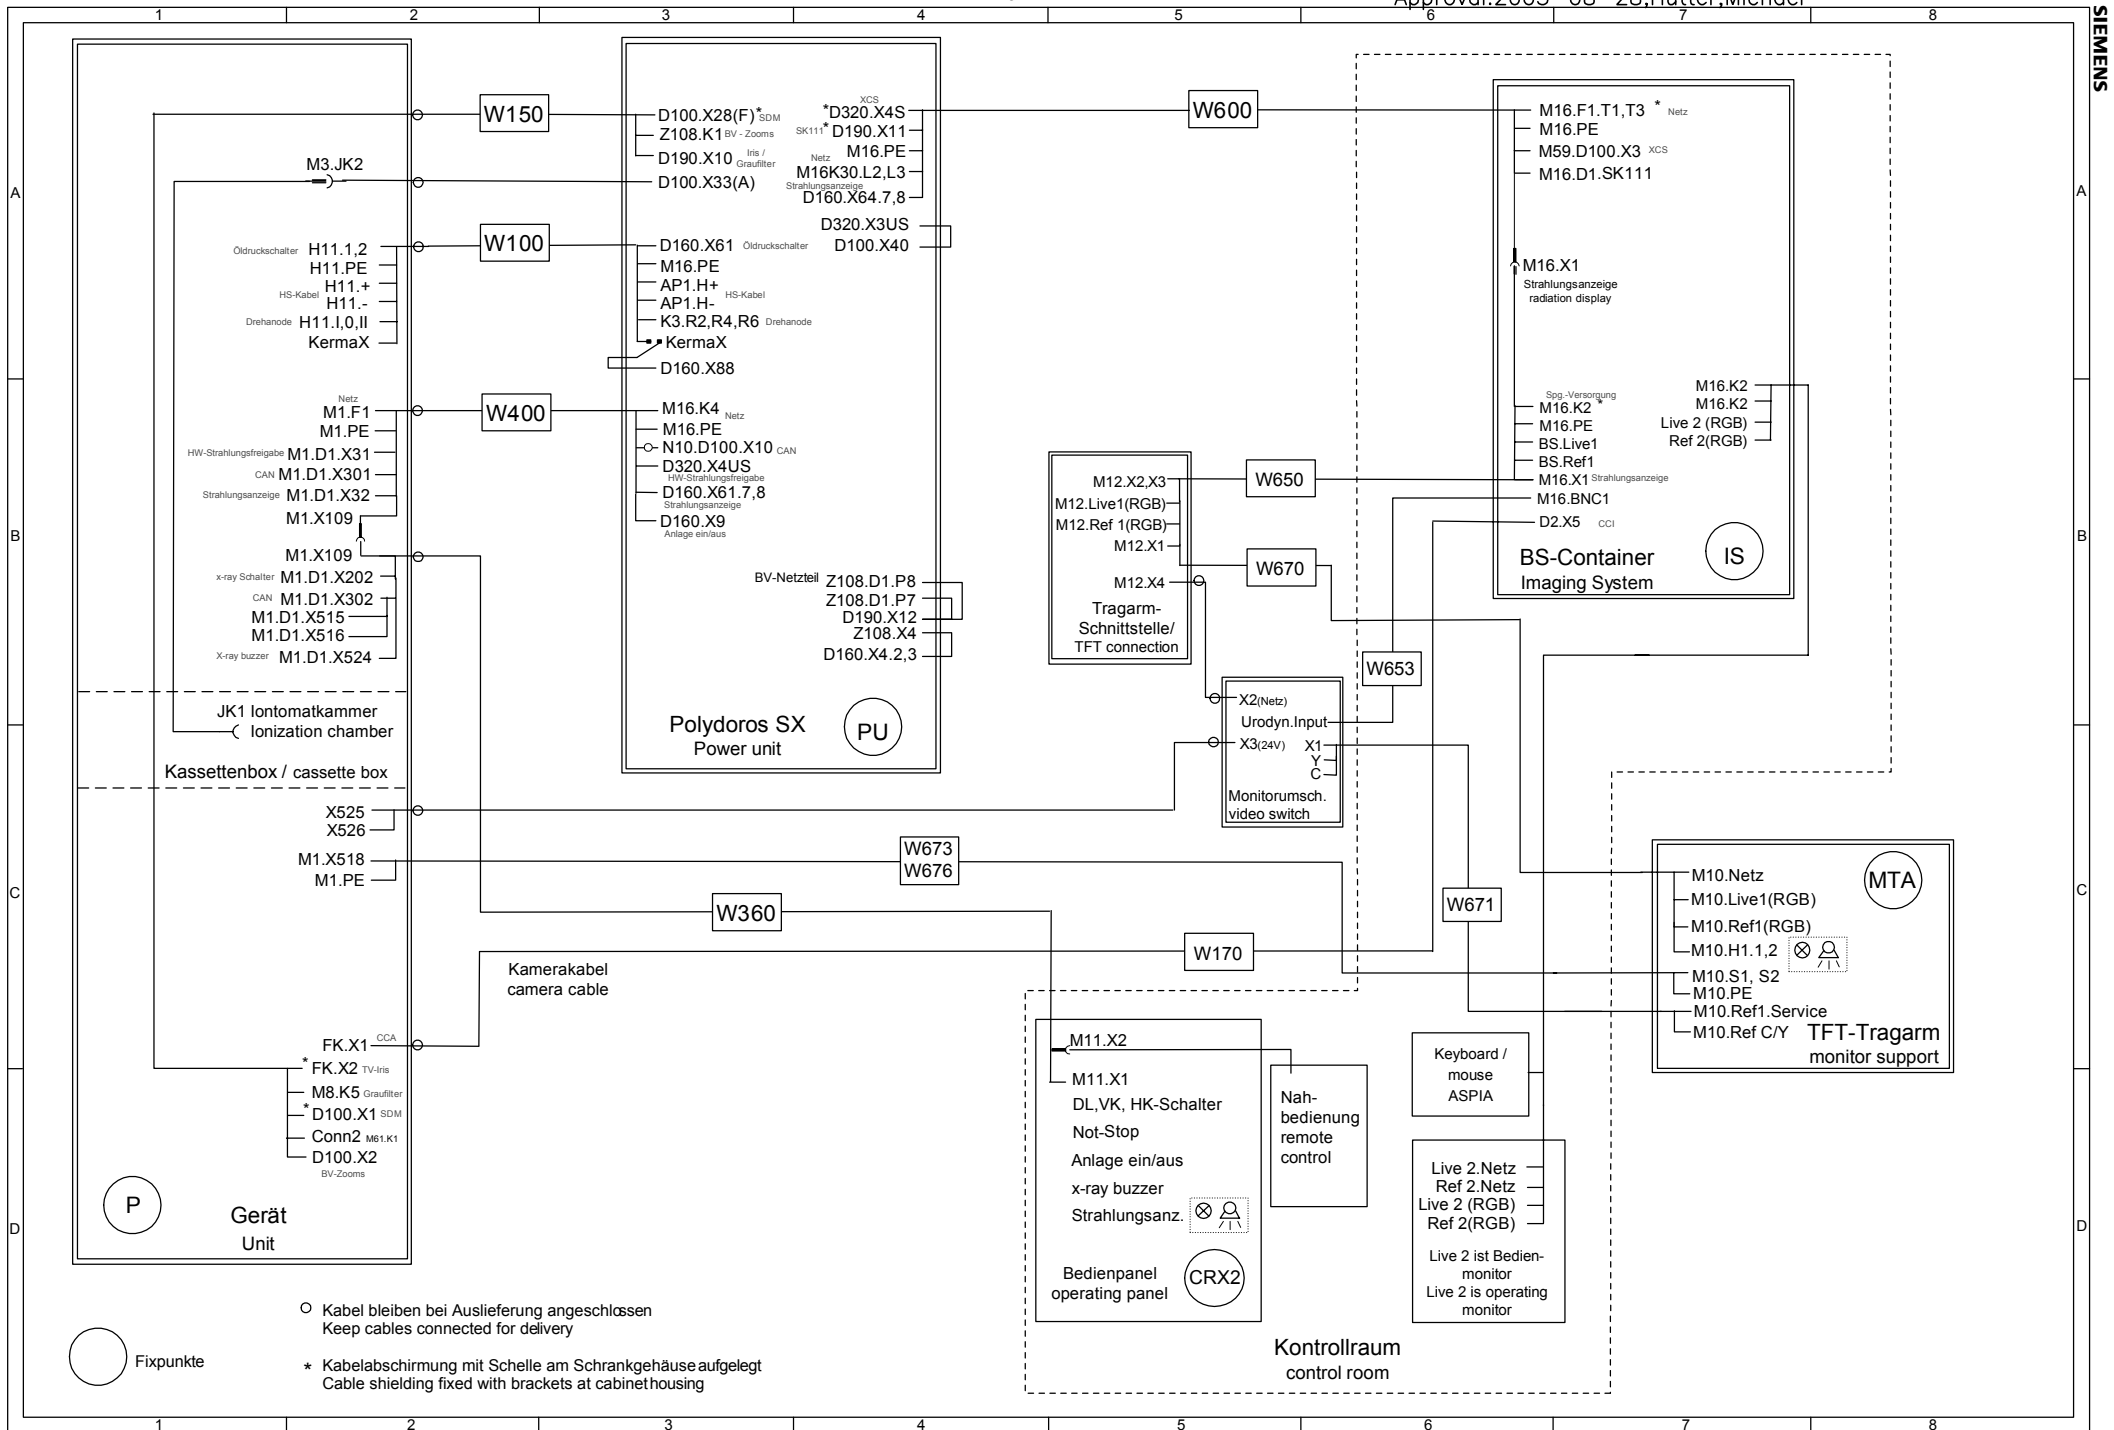 SIEMENS
1
2
3
4
5
6
7
8
A
B
C
D
M3.JK2
Öldruckschalter H11.1,2
H11.PE
H11.+
HS-Kabel
H11.-
Drehanode H11.I,0,II
KermaX
Netz
M1.F1
M1.PE
HW-Strahlungsfreigabe M1.D1.X31
CAN M1.D1.X301
Strahlungsanzeige M1.D1.X32
M1.X109
M1.X109
x-ray Schalter M1.D1.X202
CAN M1.D1.X302
M1.D1.X515
M1.D1.X516
X-ray buzzer M1.D1.X524
JK1 Iontomatkammer
Ionization chamber
Kassettenbox / cassette box
X525
X526
M1.X518
M1.PE
FK.X1 CCA
* FK.X2 TV-Iris
M8.K5 Graufilter
* D100.X1 SDM
Conn2 M61.K1
D100.X2
BV-Zooms
P
Gerät
Unit
W150
W100
W400
D100.X28(F)* SDM
Z108.K1 BV - Zooms
D190.X10 Iris /
Graufilter
D100.X33(A)
D160.X61 Öldruckschalter
M16.PE
AP1.H+
HS-Kabel
AP1.H-
K3.R2,R4,R6 Drehanode
KermaX
D160.X88
M16.K4 Netz
M16.PE
N10.D100.X10 CAN
D320.X4US
HW-Strahlungsfreigabe
D160.X61.7,8
Strahlungsanzeige
D160.X9
Anlage ein/aus
XCS
*D320.X4S
SK111* D190.X11
M16.PE
Netz
M16K30.L2,L3
Strahlungsanzeige
D160.X64.7,8
D320.X3US
D100.X40
BV-Netzteil Z108.D1.P8
Z108.D1.P7
D190.X12
Z108.X4
D160.X4.2,3
Polydoros SX
Power unit
PU
W600
M16.F1.T1,T3 * Netz
M16.PE
M59.D100.X3 XCS
M16.D1.SK111
M16.X1
Strahlungsanzeige
radiation display
Spg.-Versorgung
M16.K2 *
M16.PE
BS.Live1
BS.Ref1
M16.X1 Strahlungsanzeige
M16.BNC1
D2.X5 CCI
M16.K2
M16.K2
Live 2 (RGB)
Ref 2(RGB)
BS-Container
Imaging System
IS
M12.X2,X3
M12.Live1(RGB)
M12.Ref 1(RGB)
M12.X1
M12.X4
Tragarm-
Schnittstelle/
TFT connection
W650
W670
W653
X2(Netz)
Urodyn.Input
X3(24V)
X1
Y
C
Monitorumsch.
video switch
W673
W676
W360
W671
W170
Kamerakabel
camera cable
M10.Netz
M10.Live1(RGB)
M10.Ref1(RGB)
M10.H1.1,2
M10.S1, S2
M10.PE
M10.Ref1.Service
M10.Ref C/Y
MTA
TFT-Tragarm
monitor support
M11.X2
M11.X1
DL,VK, HK-Schalter
Not-Stop
Anlage ein/aus
x-ray buzzer
Strahlungsanz.
Bedienpanel
operating panel
CRX2
Nah-
bedienung
remote
control
Keyboard /
mouse
ASPIA
Live 2.Netz
Ref 2.Netz
Live 2 (RGB)
Ref 2(RGB)
Live 2 ist Bedien-
monitor
Live 2 is operating
monitor
Kontrollraum
control room
Fixpunkte
Kabel bleiben bei Auslieferung angeschlossen
Keep cables connected for delivery
* Kabelabschirmung mit Schelle am Schrankgehäuse aufgelegt
Cable shielding fixed with brackets at cabinet housing
A
B
C
D
1
2
3
4
5
6
7
8